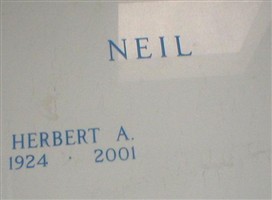 NEIL
HERBERT A.
1924 · 2001